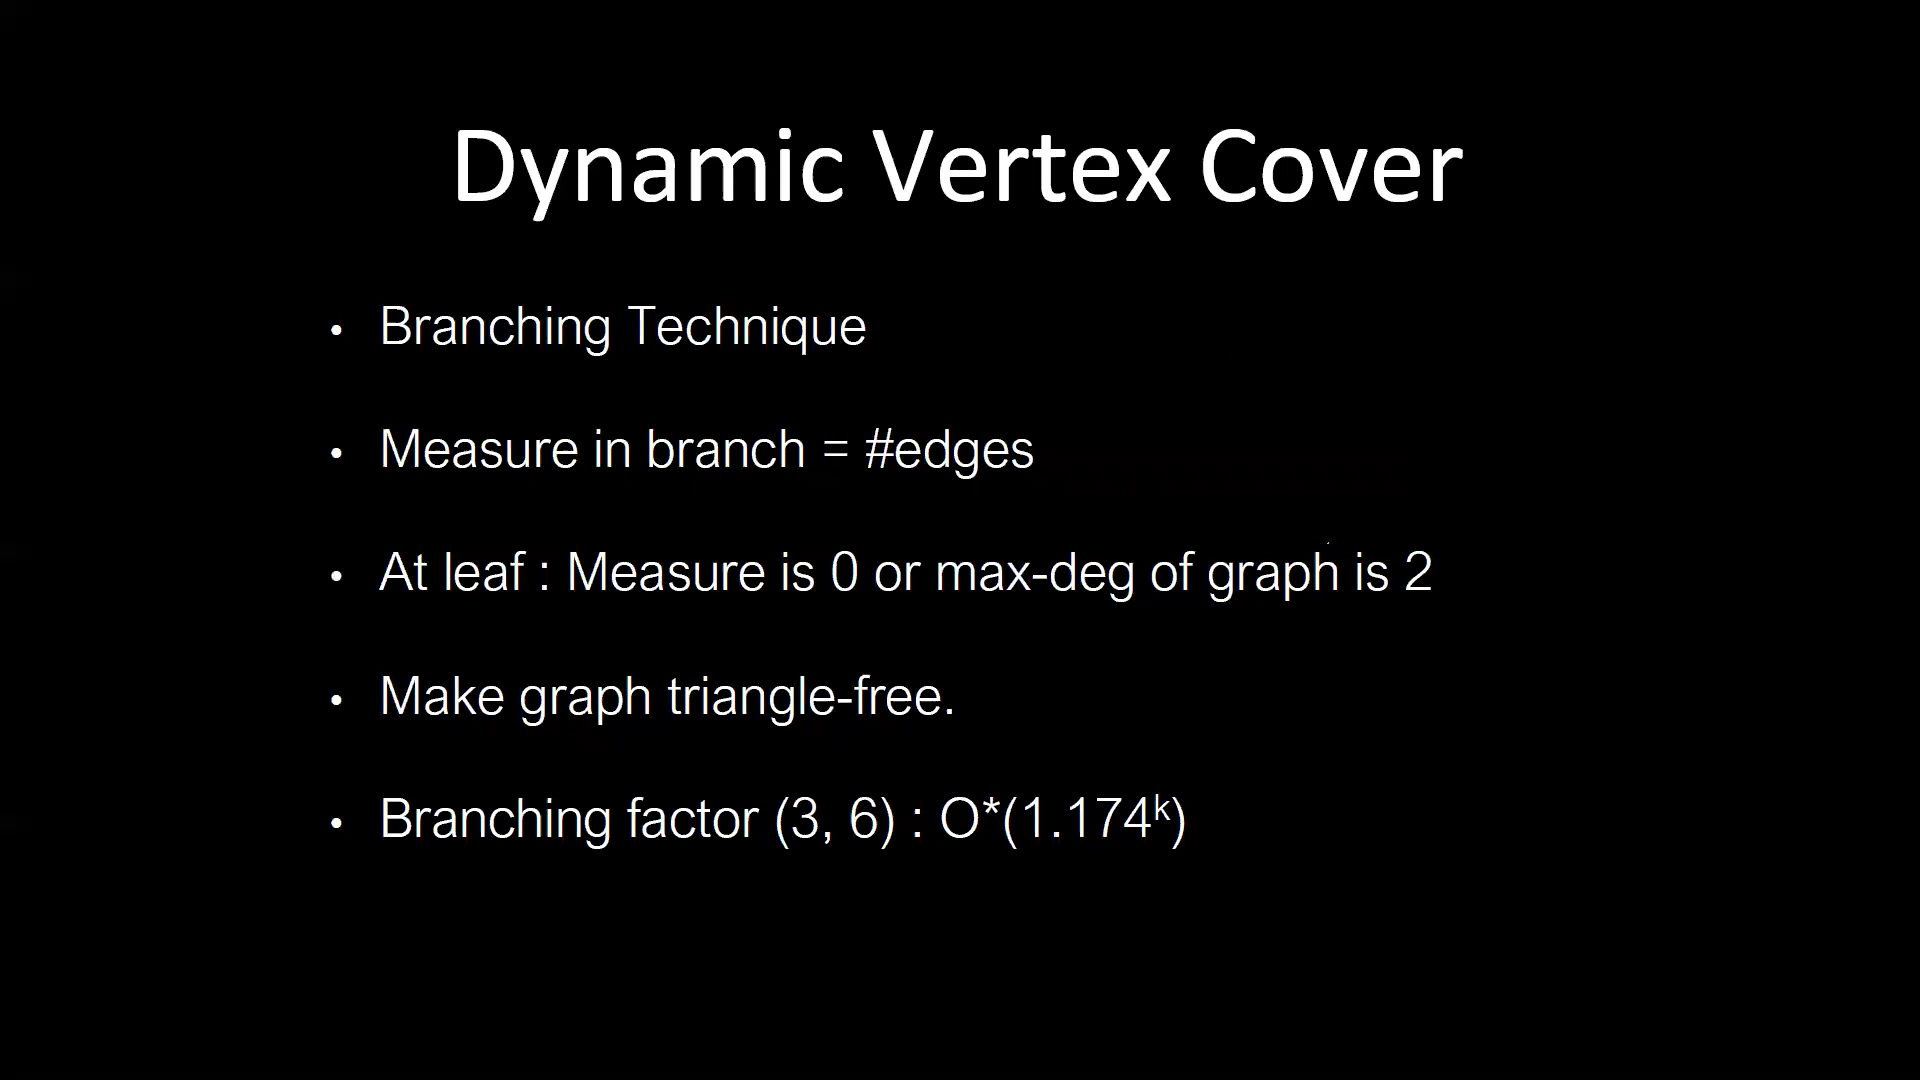 Dynamic Vertex Cover
• Branching Technique
• Measure in branch = #edges
• At leaf : Measure is 0 or max-deg of graph is 2
• Make graph triangle-free.
• Branching factor (3, 6) : O*(1.174ᵏ)